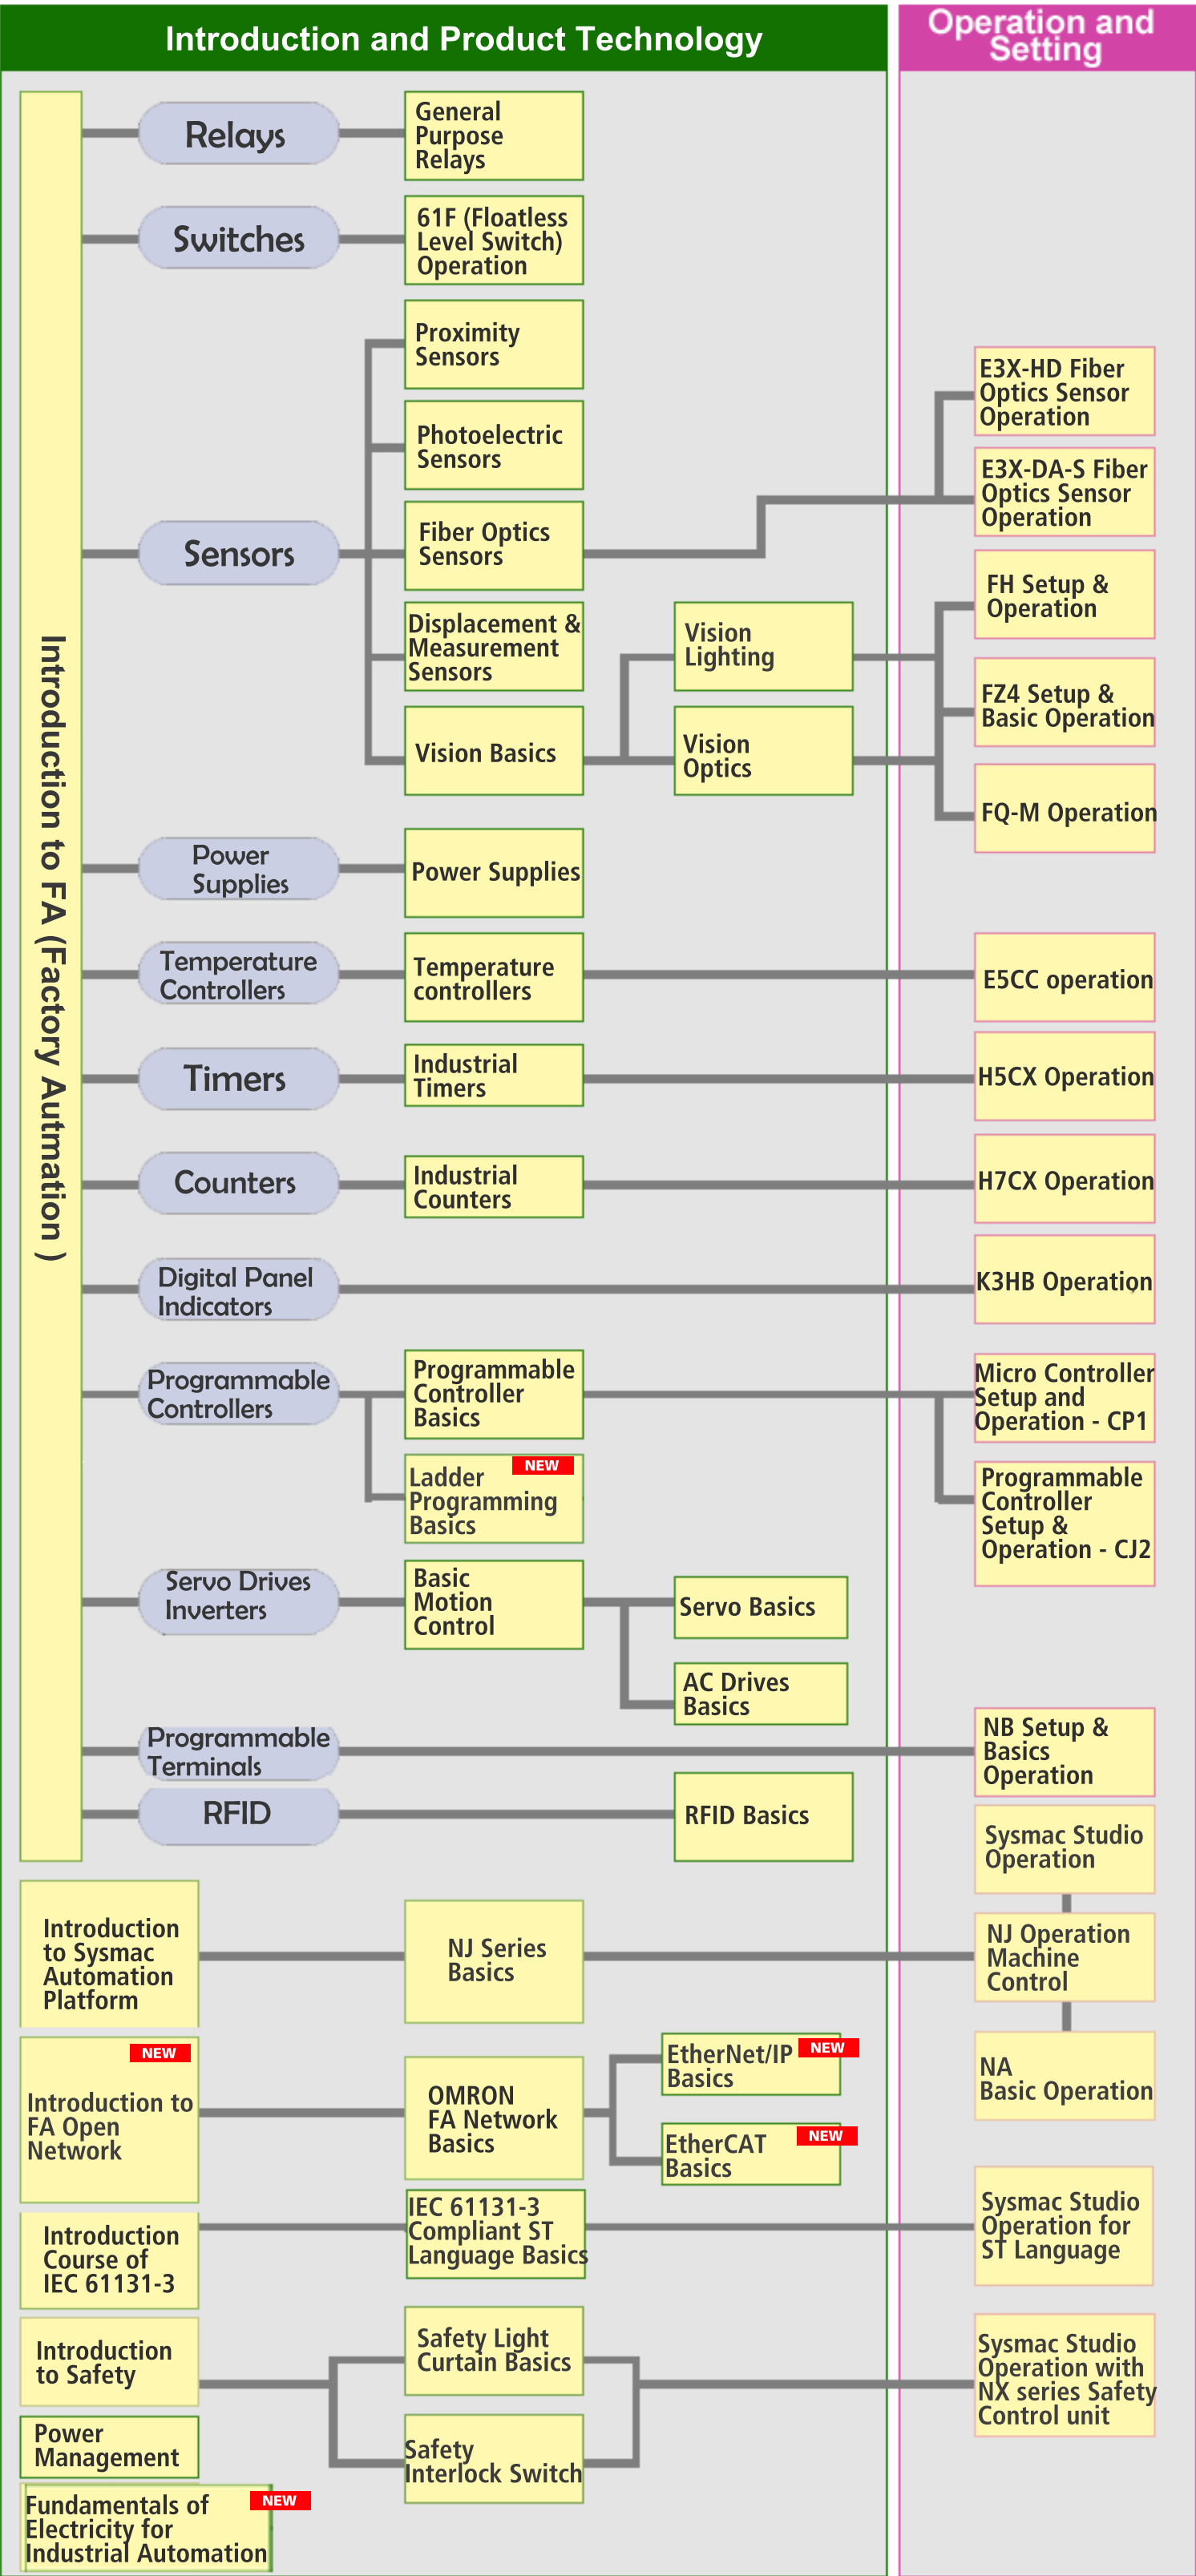 Introduction and Product Technology
Operation and
Setting
Introduction to FA (Factory Autmation )
Relays
General
Purpose
Relays
Switches
61F (Floatless
Level Switch)
Operation
Sensors
Proximity
Sensors
Photoelectric
Sensors
Fiber Optics
Sensors
Displacement &
Measurement
Sensors
Vision Basics
Vision
Lighting
Vision
Optics
E3X-HD Fiber
Optics Sensor
Operation
E3X-DA-S Fiber
Optics Sensor
Operation
FH Setup &
Operation
FZ4 Setup &
Basic Operation
FQ-M Operation
Power
Supplies
Power Supplies
Temperature
Controllers
Temperature
controllers
E5CC operation
Timers
Industrial
Timers
H5CX Operation
Counters
Industrial
Counters
H7CX Operation
Digital Panel
Indicators
K3HB Operation
Programmable
Controllers
Programmable
Controller
Basics
NEW
Ladder
Programming
Basics
Micro Controller
Setup and
Operation - CP1
Programmable
Controller
Setup &
Operation - CJ2
Servo Drives
Inverters
Basic
Motion
Control
Servo Basics
AC Drives
Basics
Programmable
Terminals
NB Setup &
Basics
Operation
RFID
RFID Basics
Sysmac Studio
Operation
Introduction
to Sysmac
Automation
Platform
NJ Series
Basics
NJ Operation
Machine
Control
NA
Basic Operation
NEW
Introduction to
FA Open
Network
OMRON
FA Network
Basics
EtherNet/IP
Basics
NEW
EtherCAT
Basics
NEW
Introduction
Course of
IEC 61131-3
IEC 61131-3
Compliant ST
Language Basics
Sysmac Studio
Operation for
ST Language
Introduction
to Safety
Safety Light
Curtain Basics
Safety
Interlock Switch
Sysmac Studio
Operation with
NX series Safety
Control unit
Power
Management
NEW
Fundamentals of
Electricity for
Industrial Automation